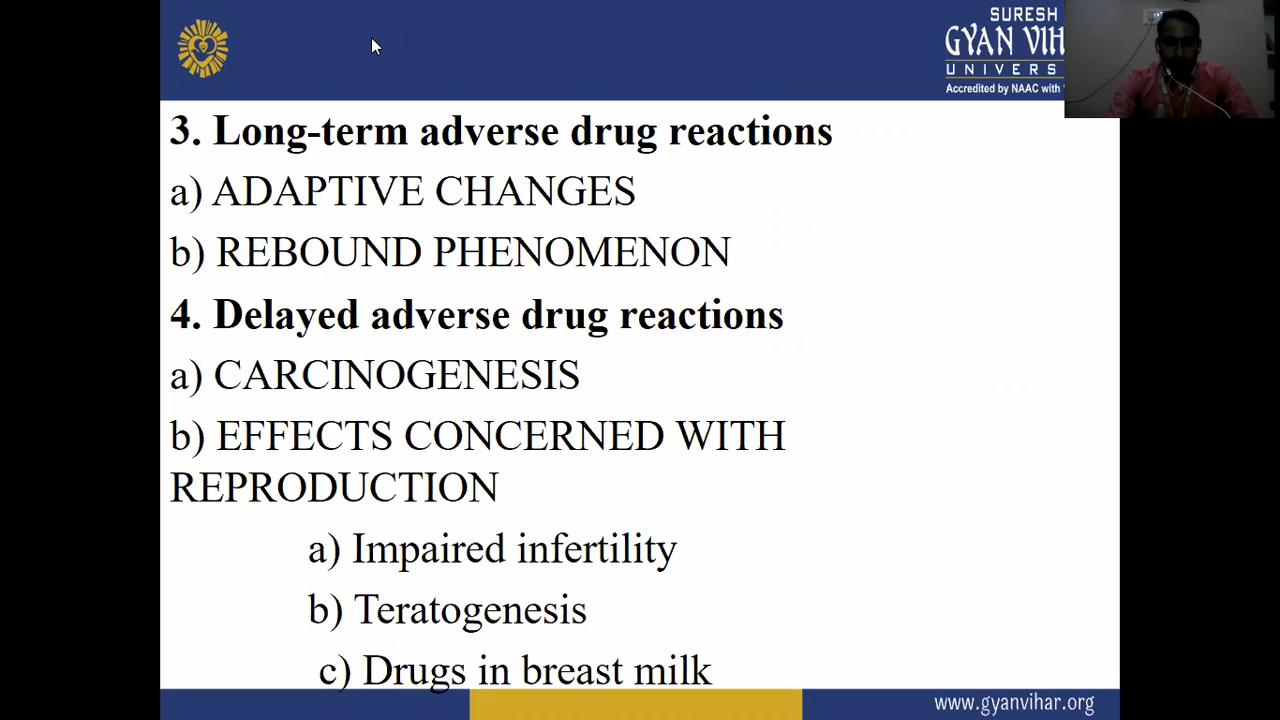 SURESH
GYAN VIH
UNIVERS
Accredited by NAAC with
3. Long-term adverse drug reactions
a) ADAPTIVE CHANGES
b) REBOUND PHENOMENON
4. Delayed adverse drug reactions
a) CARCINOGENESIS
b) EFFECTS CONCERNED WITH
REPRODUCTION
a) Impaired infertility
b) Teratogenesis
c) Drugs in breast milk
www.gyanvihar.org